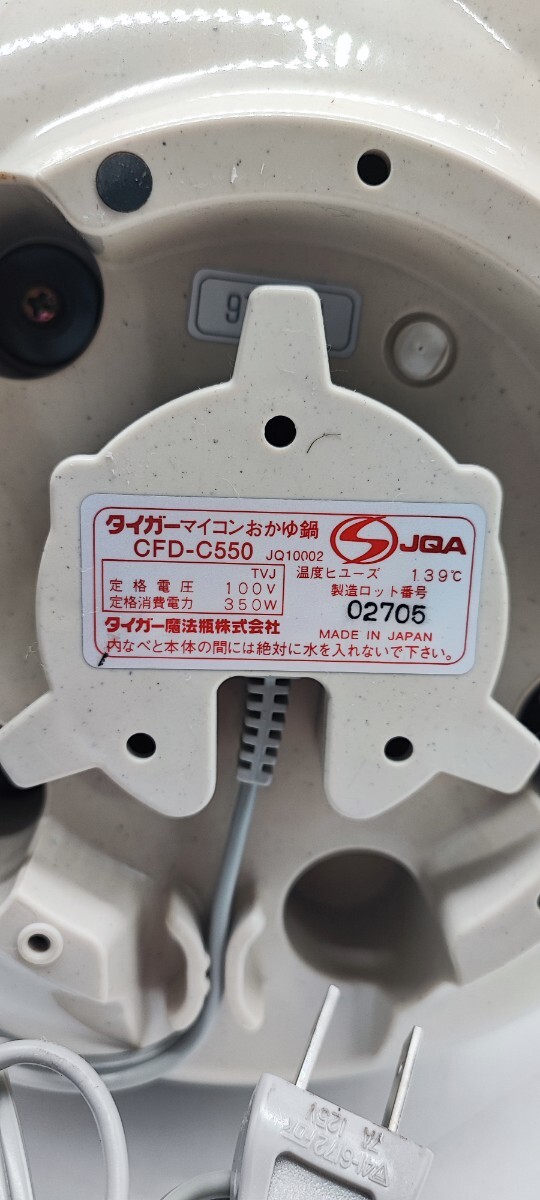 97
タイガーマイコンおかゆ鍋
CFD-C550 JQ10002
JQA
TVJ
定格電圧 100V
定格消費電力 350W
温度ヒューズ 139℃
製造ロット番号
02705
タイガー魔法瓶株式会社
MADE IN JAPAN
内なべと本体の間には絶対に水を入れないで下さい。
7A 125V